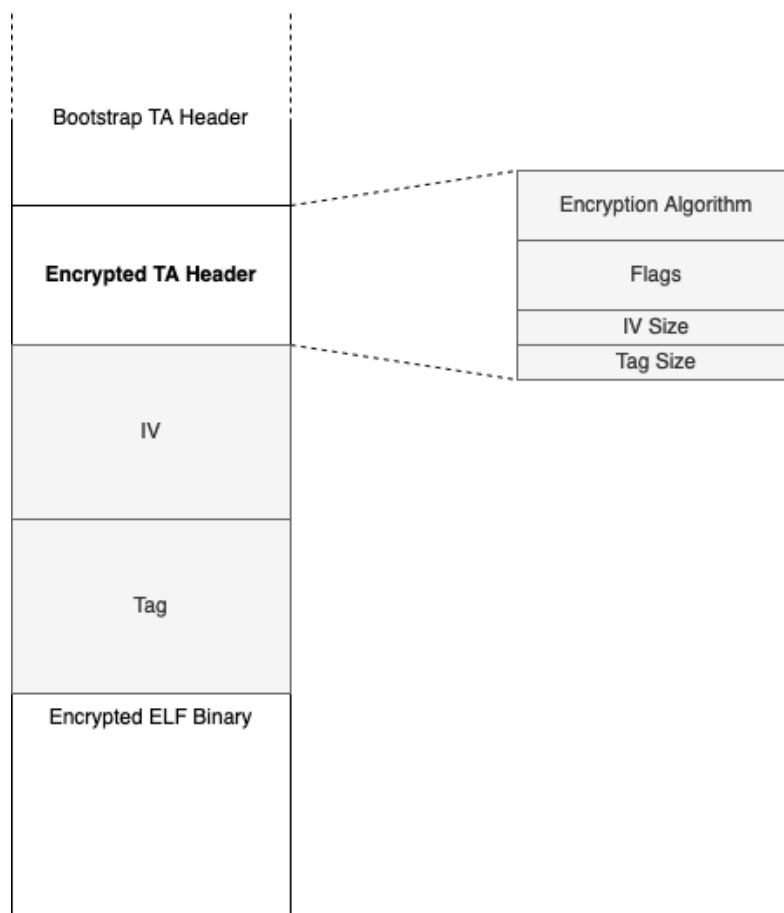 Bootstrap TA Header
Encryption Algorithm
Encrypted TA Header
Flags
IV Size
Tag Size
IV
Tag
Encrypted ELF Binary